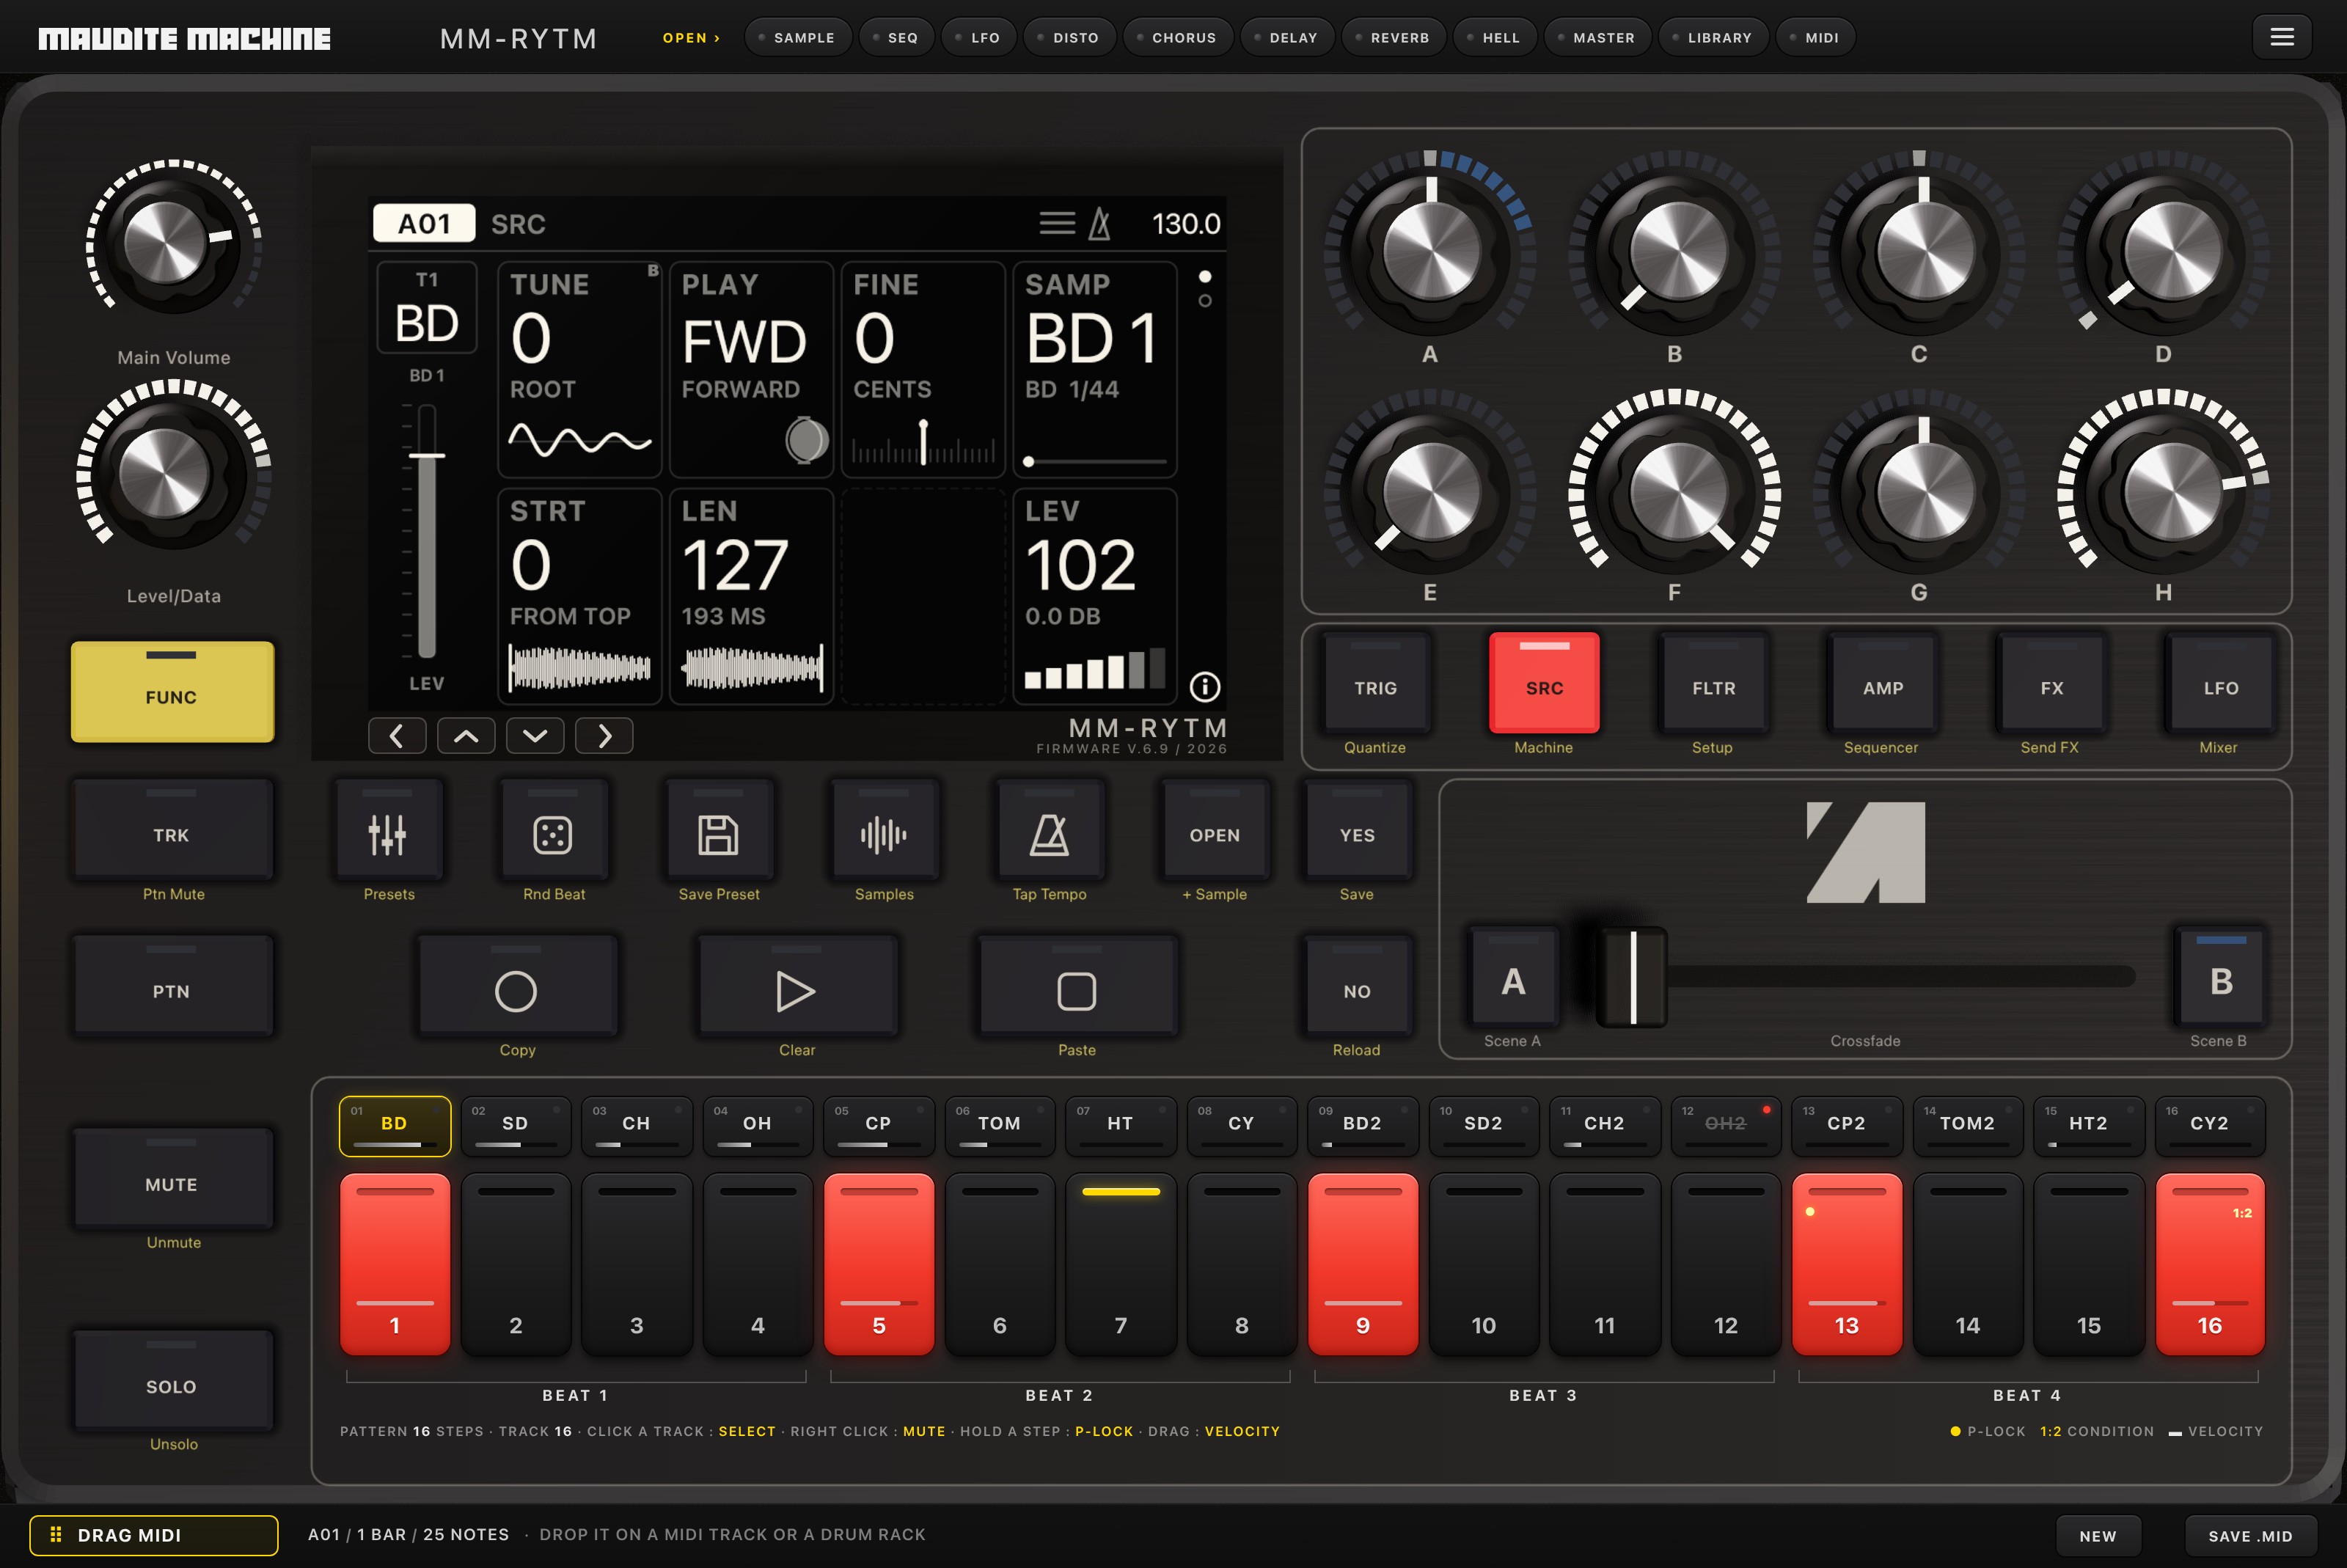 MAUDITE MACHINE MM-RYTM OPEN › SAMPLE SEQ LFO DISTO CHORUS DELAY REVERB HELL MASTER LIBRARY MIDI
A01 SRC 130.0
T1
BD
BD 1
LEV
TUNE B
0
ROOT
PLAY
FWD
FORWARD
FINE
0
CENTS
SAMP
BD 1
BD 1/44
STRT
0
FROM TOP
LEN
127
193 MS
LEV
102
0.0 DB
MM-RYTM
FIRMWARE V.6.9 / 2026
Main Volume
Level/Data
A B C D
E F G H
FUNC
TRIG SRC FLTR AMP FX LFO
Quantize Machine Setup Sequencer Send FX Mixer
TRK OPEN YES
Ptn Mute Presets Rnd Beat Save Preset Samples Tap Tempo + Sample Save
PTN NO
Copy Clear Paste Reload
A B
Scene A Crossfade Scene B
MUTE
Unmute
SOLO
Unsolo
01 BD 02 SD 03 CH 04 OH 05 CP 06 TOM 07 HT 08 CY 09 BD2 10 SD2 11 CH2 12 OH2 13 CP2 14 TOM2 15 HT2 16 CY2
1:2
1 2 3 4 5 6 7 8 9 10 11 12 13 14 15 16
BEAT 1 BEAT 2 BEAT 3 BEAT 4
PATTERN 16 STEPS · TRACK 16 · CLICK A TRACK : SELECT · RIGHT CLICK : MUTE · HOLD A STEP : P-LOCK · DRAG : VELOCITY
P-LOCK 1:2 CONDITION VELOCITY
DRAG MIDI A01 / 1 BAR / 25 NOTES · DROP IT ON A MIDI TRACK OR A DRUM RACK NEW SAVE .MID